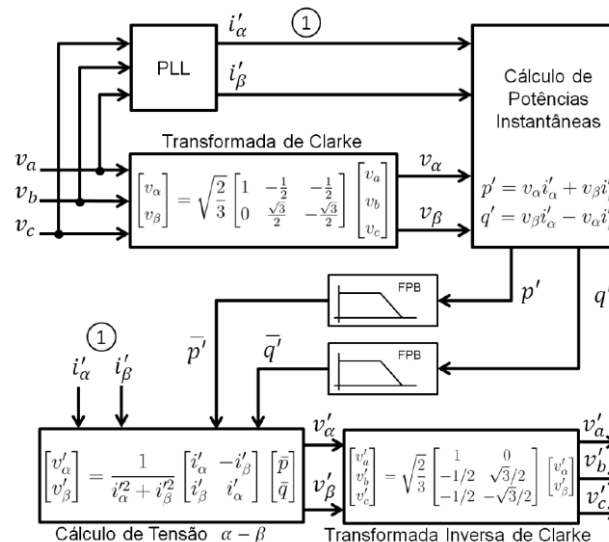 i'_α
①
PLL
i'_β
Cálculo de
Potências
Instantâneas
Transformada de Clarke
v_a
v_b
v_c
[v_α v_β] = √(2/3) [1 -1/2 -1/2; 0 √3/2 -√3/2] [v_a v_b v_c]
v_α
v_β
p' = v_α i'_α + v_β i'
q' = v_β i'_α − v_α i'
FPB
p'
q'
p̅'
FPB
q̅'
①
i'_α i'_β
[v'_α v'_β] = 1/(i'²_α + i'²_β) [i'_α -i'_β; i'_β i'_α] [p̅ q̅]
v'_α
v'_β
[v'_a v'_b v'_c] = √(2/3) [1 0; -1/2 √3/2; -1/2 -√3/2] [v'_α v'_β]
v'_a
v'_b
v'_c
Cálculo de Tensão α − β
Transformada Inversa de Clarke